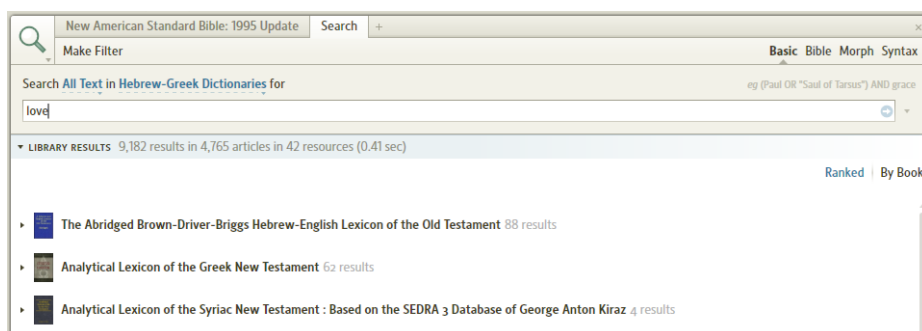 New American Standard Bible: 1995 Update Search +
Make Filter Basic Bible Morph Syntax
Search All Text in Hebrew-Greek Dictionaries for eg (Paul OR "Saul of Tarsus") AND grace
love
LIBRARY RESULTS 9,182 results in 4,765 articles in 42 resources (0.41 sec)
Ranked By Book
The Abridged Brown-Driver-Briggs Hebrew-English Lexicon of the Old Testament 88 results
Analytical Lexicon of the Greek New Testament 62 results
Analytical Lexicon of the Syriac New Testament : Based on the SEDRA 3 Database of George Anton Kiraz 4 results